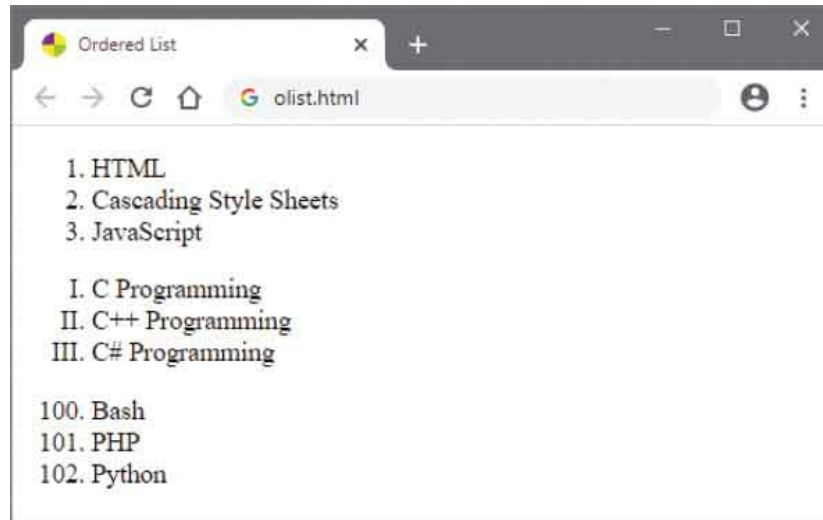 Ordered List
olist.html
1. HTML
2. Cascading Style Sheets
3. JavaScript
I. C Programming
II. C++ Programming
III. C# Programming
100. Bash
101. PHP
102. Python